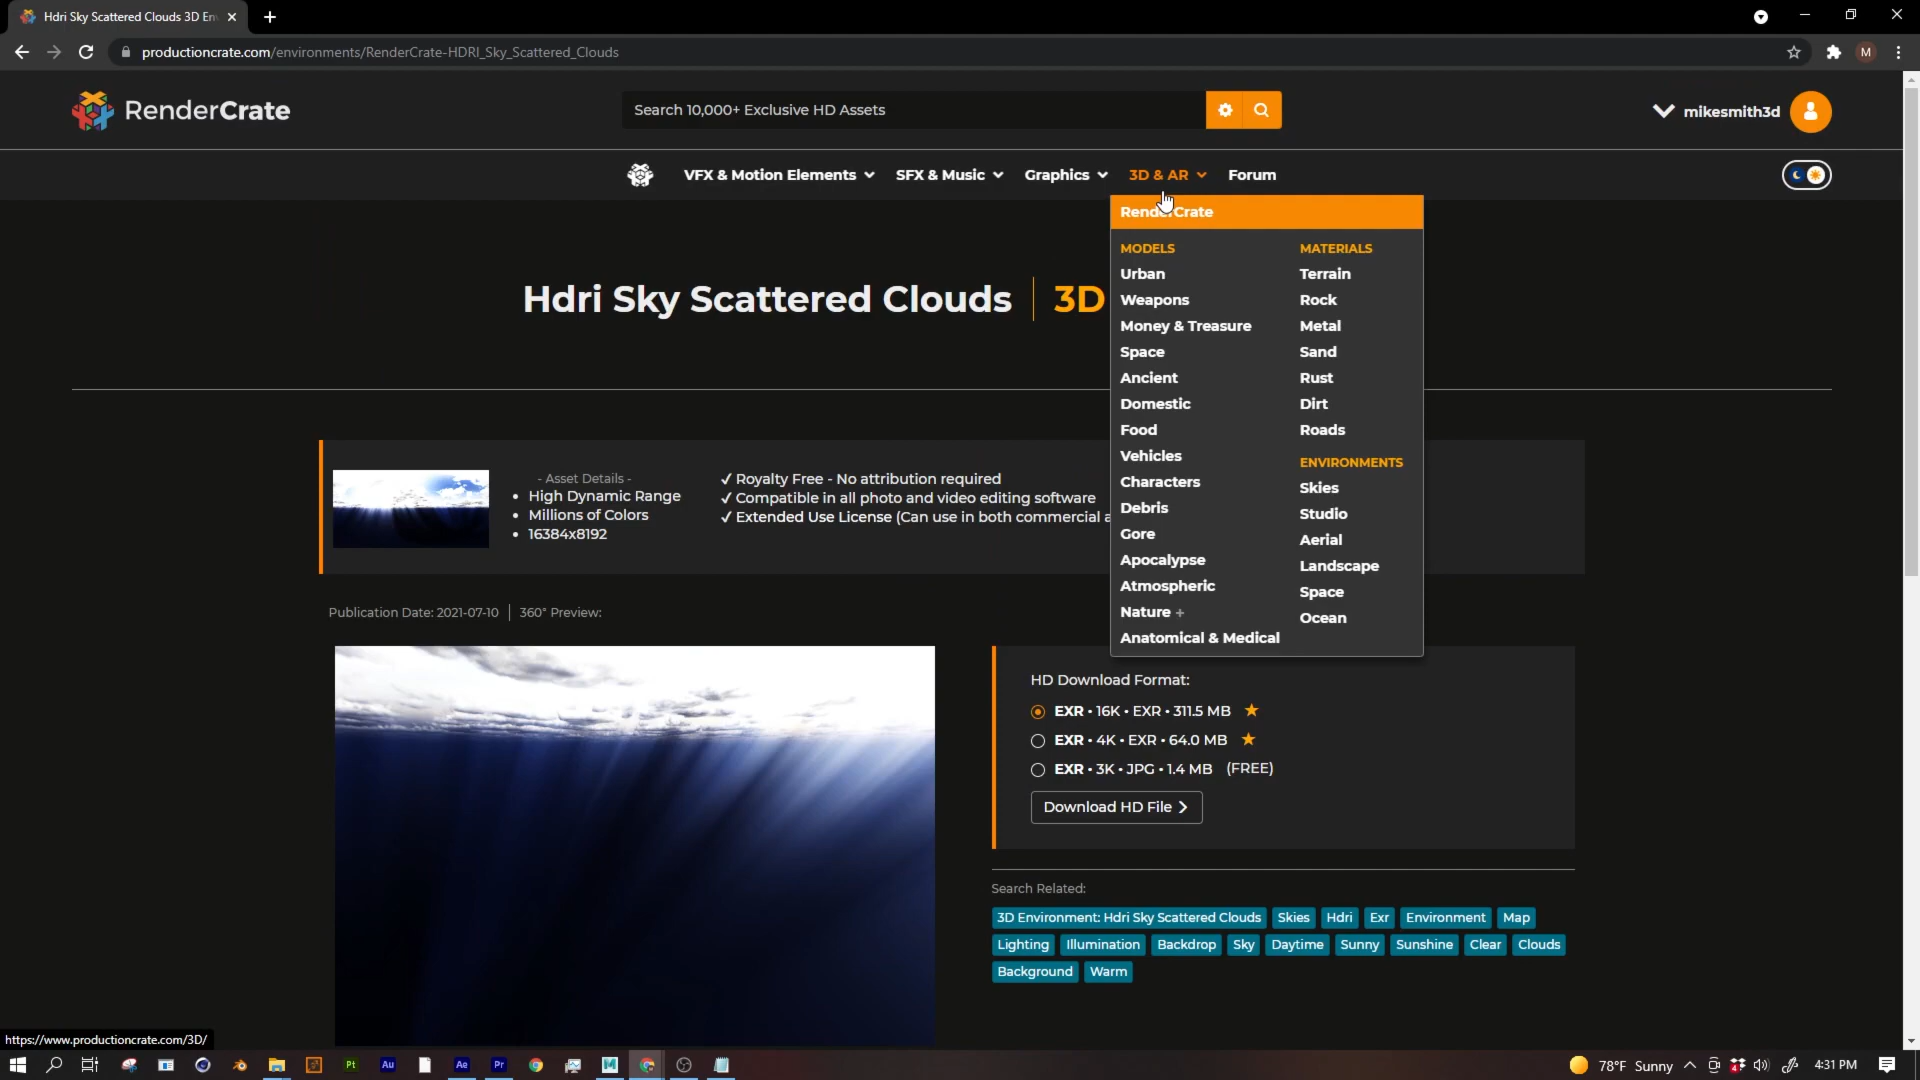 Hdri Sky Scattered Clouds 3D En
productioncrate.com/environments/RenderCrate-HDRI_Sky_Scattered_Clouds
M
RenderCrate
Search 10,000+ Exclusive HD Assets
mikesmith3d
VFX & Motion Elements
SFX & Music
Graphics
3D & AR
Forum
RenderCrate
Hdri Sky Scattered Clouds
3D
MODELS
Urban
Weapons
Money & Treasure
Space
Ancient
Domestic
Food
Vehicles
Characters
Debris
Gore
Apocalypse
Atmospheric
Nature +
Anatomical & Medical
MATERIALS
Terrain
Rock
Metal
Sand
Rust
Dirt
Roads
ENVIRONMENTS
Skies
Studio
Aerial
Landscape
Space
Ocean
- Asset Details -
• High Dynamic Range
• Millions of Colors
• 16384x8192
✓ Royalty Free - No attribution required
✓ Compatible in all photo and video editing software
✓ Extended Use License (Can use in both commercial a
Publication Date: 2021-07-10 | 360° Preview:
HD Download Format:
EXR • 16K • EXR • 311.5 MB ★
EXR • 4K • EXR • 64.0 MB ★
EXR • 3K • JPG • 1.4 MB (FREE)
Download HD File
Search Related:
3D Environment: Hdri Sky Scattered Clouds Skies Hdri Exr Environment Map
Lighting Illumination Backdrop Sky Daytime Sunny Sunshine Clear Clouds
Background Warm
https://www.productioncrate.com/3D/
Pt
Au
Ae
Pr
M
78°F Sunny
4
4:31 PM